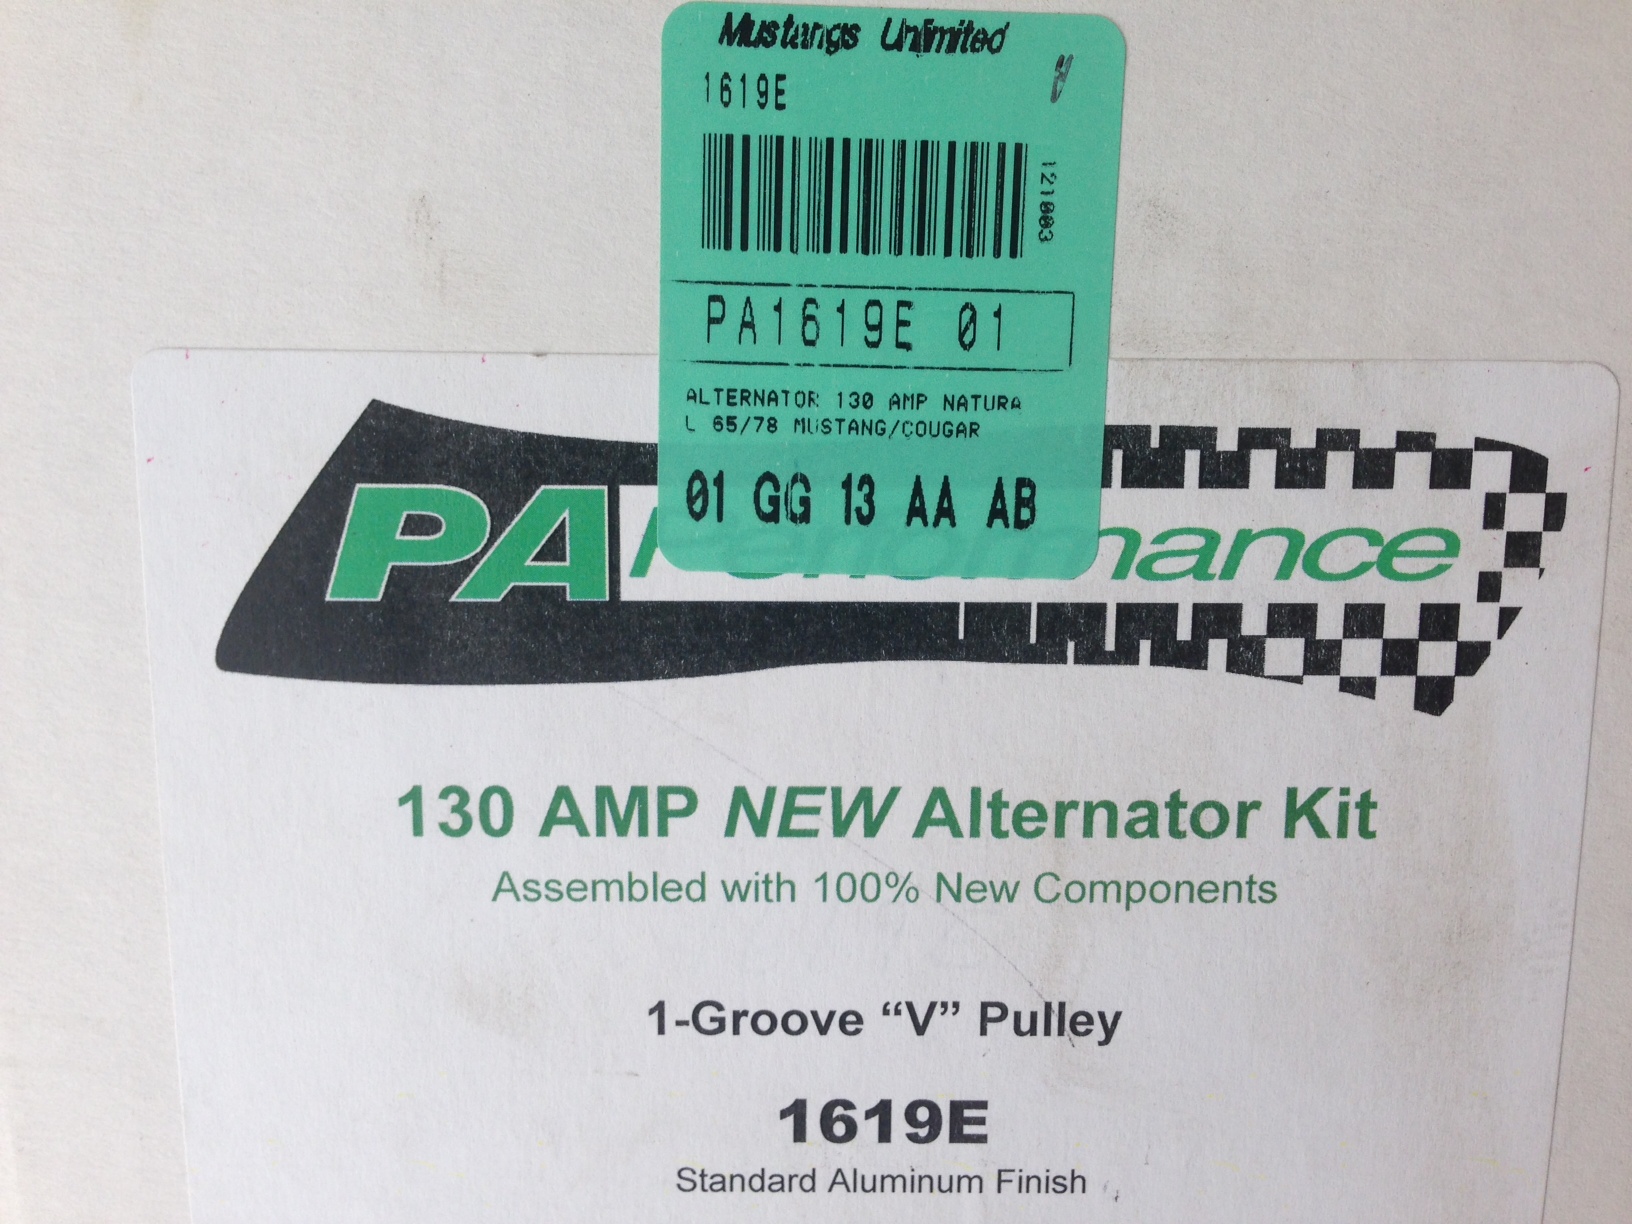 Mustangs Unlimited
1619E
121003
PA1619E 01
ALTERNATOR 130 AMP NATURA
L 65/78 MUSTANG/COUGAR
01 GG 13 AA AB
PA Performance
130 AMP NEW Alternator Kit
Assembled with 100% New Components
1-Groove “V” Pulley
1619E
Standard Aluminum Finish